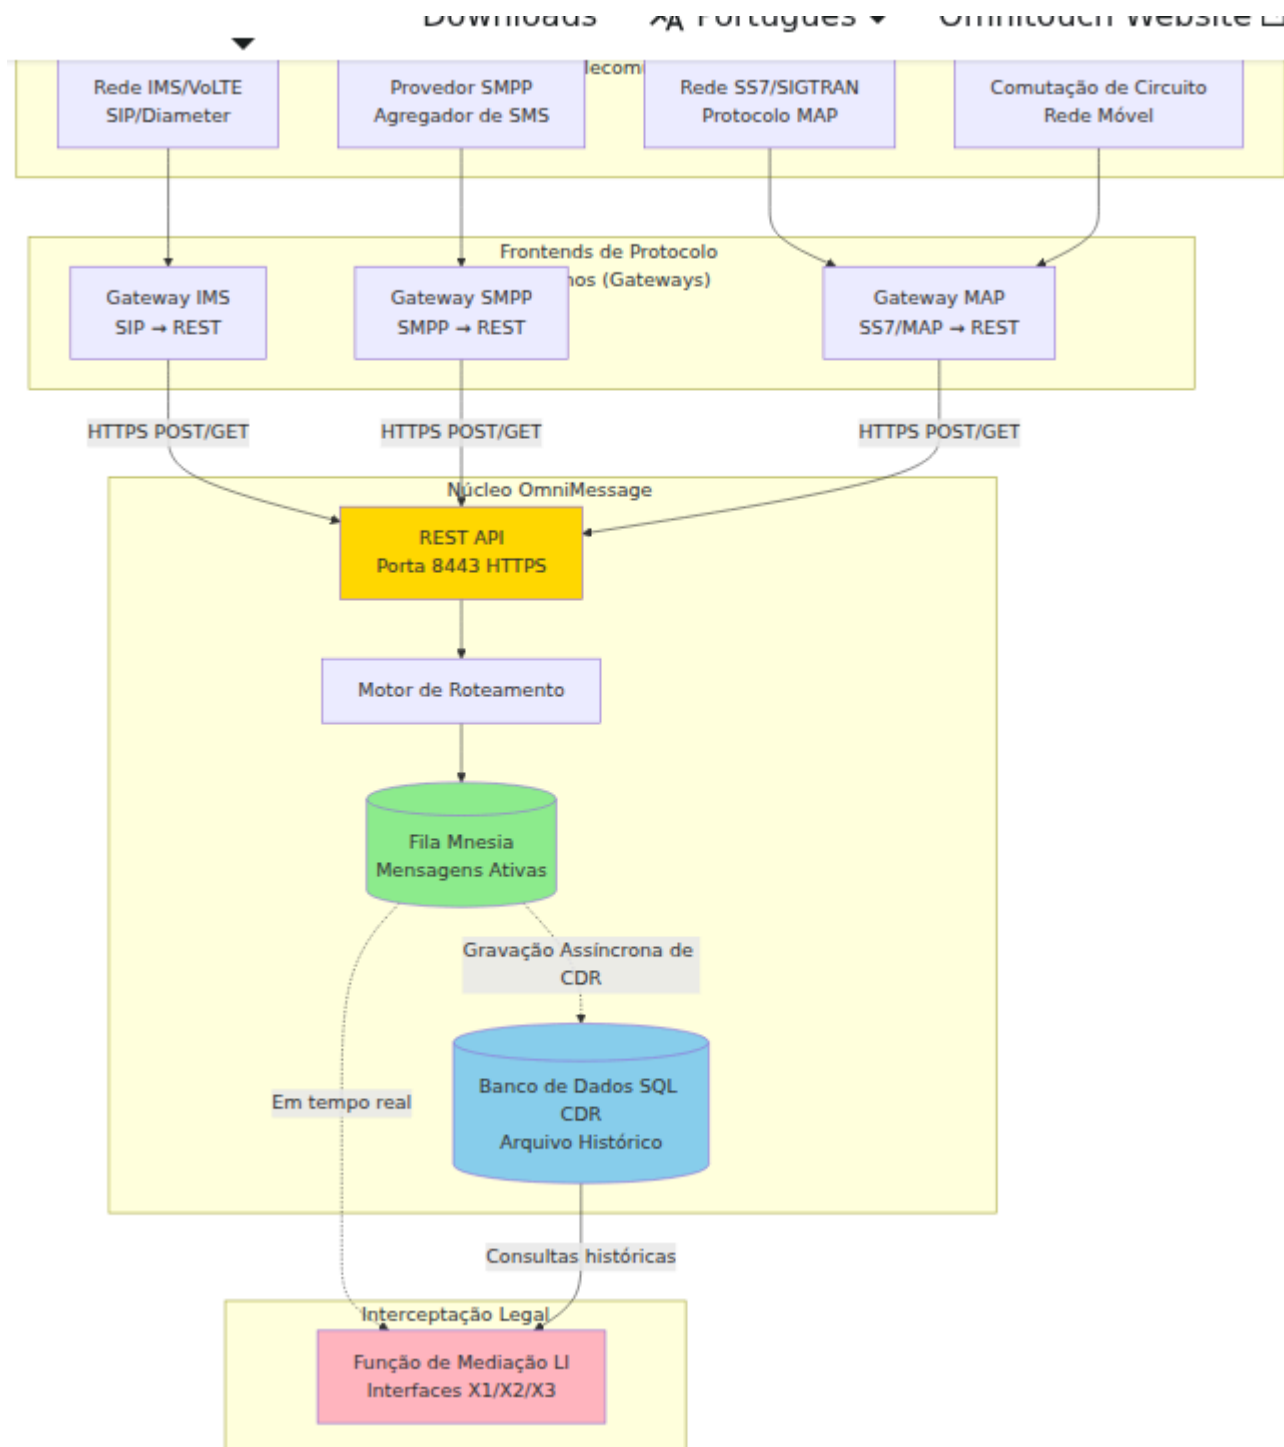 Downloads
Português
Omnitouch Website
Rede IMS/VoLTE
SIP/Diameter
Provedor SMPP
Agregador de SMS
Rede SS7/SIGTRAN
Protocolo MAP
Comutação de Circuito
Rede Móvel
Frontends de Protocolo
(Gateways)
Gateway IMS
SIP → REST
Gateway SMPP
SMPP → REST
Gateway MAP
SS7/MAP → REST
HTTPS POST/GET
HTTPS POST/GET
HTTPS POST/GET
Núcleo OmniMessage
REST API
Porta 8443 HTTPS
Motor de Roteamento
Fila Mnesia
Mensagens Ativas
Gravação Assíncrona de
CDR
Banco de Dados SQL
CDR
Arquivo Histórico
Em tempo real
Consultas históricas
Interceptação Legal
Função de Mediação LI
Interfaces X1/X2/X3